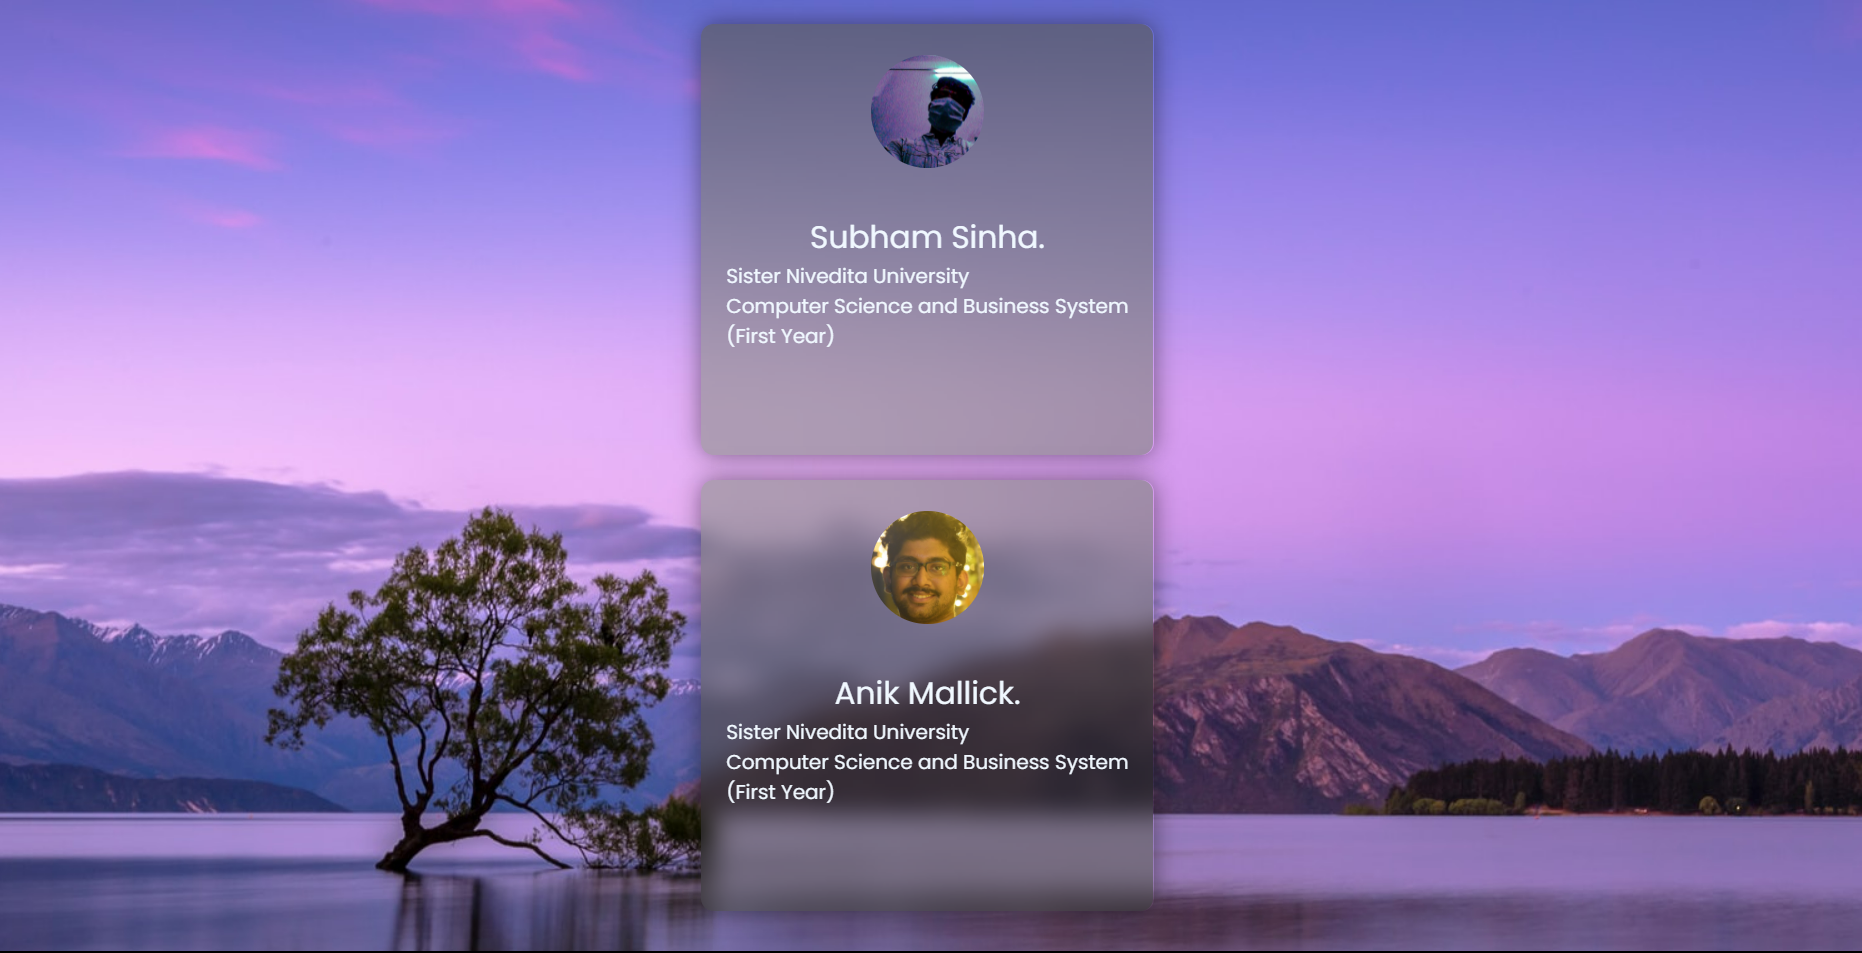 Subham Sinha.
Sister Nivedita University
Computer Science and Business System
(First Year)
Anik Mallick.
Sister Nivedita University
Computer Science and Business System
(First Year)